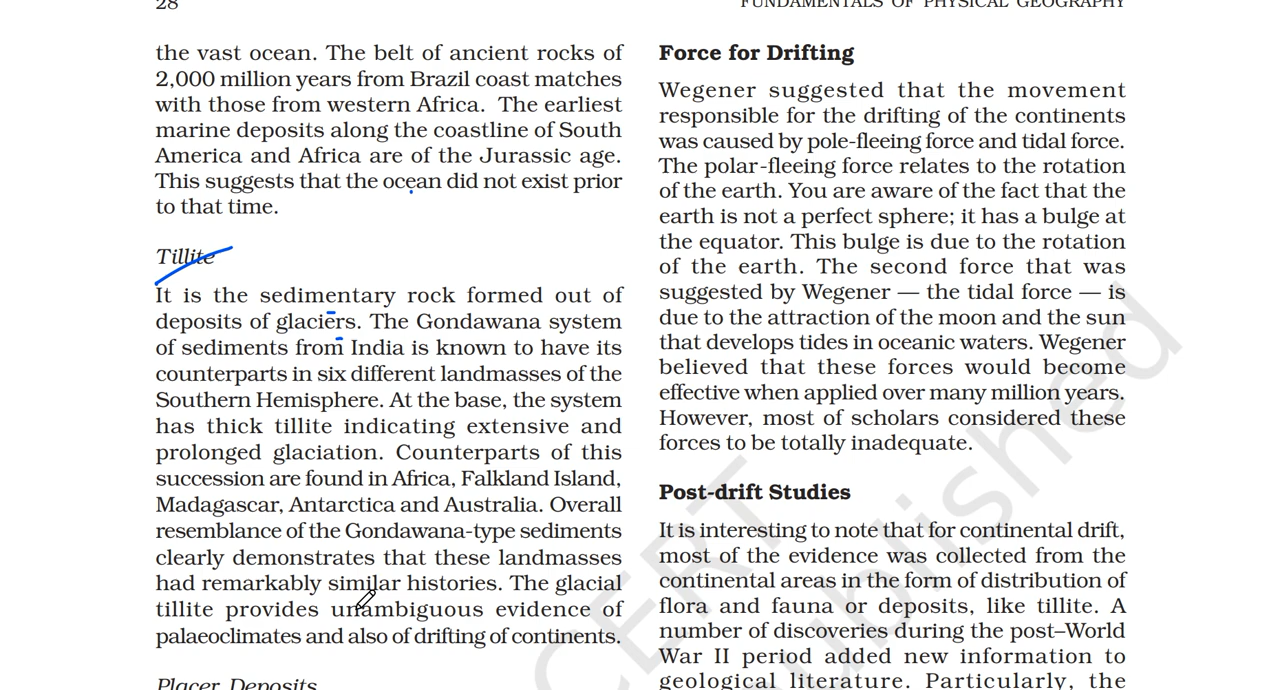 28
FUNDAMENTALS OF PHYSICAL GEOGRAPHY
the vast ocean. The belt of ancient rocks of
2,000 million years from Brazil coast matches
with those from western Africa. The earliest
marine deposits along the coastline of South
America and Africa are of the Jurassic age.
This suggests that the ocean did not exist prior
to that time.
Tillite
It is the sedimentary rock formed out of
deposits of glaciers. The Gondawana system
of sediments from India is known to have its
counterparts in six different landmasses of the
Southern Hemisphere. At the base, the system
has thick tillite indicating extensive and
prolonged glaciation. Counterparts of this
succession are found in Africa, Falkland Island,
Madagascar, Antarctica and Australia. Overall
resemblance of the Gondawana-type sediments
clearly demonstrates that these landmasses
had remarkably similar histories. The glacial
tillite provides unambiguous evidence of
palaeoclimates and also of drifting of continents.
Placer Deposits
Force for Drifting
Wegener suggested that the movement
responsible for the drifting of the continents
was caused by pole-fleeing force and tidal force.
The polar-fleeing force relates to the rotation
of the earth. You are aware of the fact that the
earth is not a perfect sphere; it has a bulge at
the equator. This bulge is due to the rotation
of the earth. The second force that was
suggested by Wegener — the tidal force — is
due to the attraction of the moon and the sun
that develops tides in oceanic waters. Wegener
believed that these forces would become
effective when applied over many million years.
However, most of scholars considered these
forces to be totally inadequate.
Post-drift Studies
It is interesting to note that for continental drift,
most of the evidence was collected from the
continental areas in the form of distribution of
flora and fauna or deposits, like tillite. A
number of discoveries during the post–World
War II period added new information to
geological literature. Particularly, the